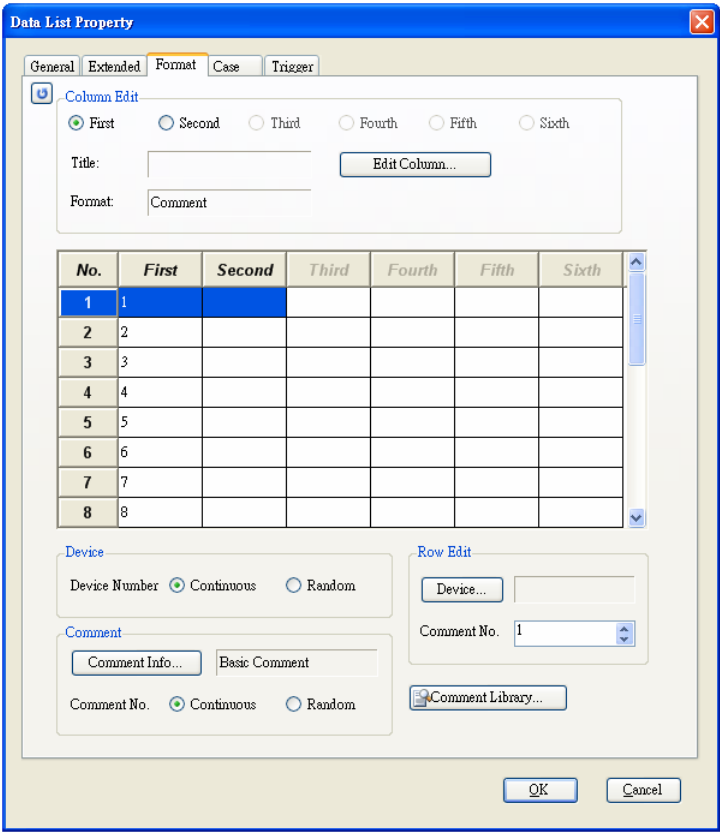 Data List Property
General Extended Format Case Trigger
Column Edit
First Second Third Fourth Fifth Sixth
Title: Edit Column...
Format: Comment
No. First Second Third Fourth Fifth Sixth
1 1
2 2
3 3
4 4
5 5
6 6
7 7
8 8
Device
Device Number Continuous Random
Comment
Comment Info... Basic Comment
Comment No. Continuous Random
Row Edit
Device...
Comment No. 1
Comment Library...
OK Cancel